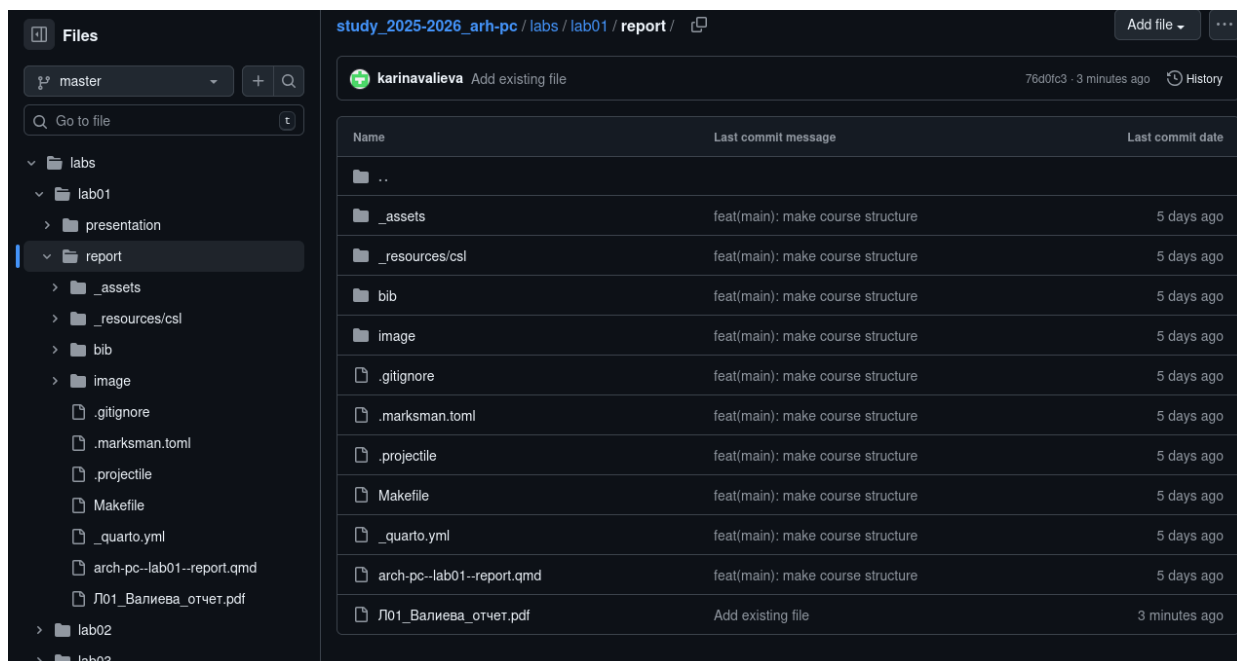 Files
master
Go to file
t
labs
lab01
presentation
report
_assets
_resources/csl
bib
image
.gitignore
.marksman.toml
.projectile
Makefile
_quarto.yml
arch-pc--lab01--report.qmd
Л01_Валиева_отчет.pdf
lab02
lab03
study_2025-2026_arh-pc / labs / lab01 / report /
Add file
karinavalieva Add existing file 76d0fc3 · 3 minutes ago History
Name Last commit message Last commit date
..
_assets feat(main): make course structure 5 days ago
_resources/csl feat(main): make course structure 5 days ago
bib feat(main): make course structure 5 days ago
image feat(main): make course structure 5 days ago
.gitignore feat(main): make course structure 5 days ago
.marksman.toml feat(main): make course structure 5 days ago
.projectile feat(main): make course structure 5 days ago
Makefile feat(main): make course structure 5 days ago
_quarto.yml feat(main): make course structure 5 days ago
arch-pc--lab01--report.qmd feat(main): make course structure 5 days ago
Л01_Валиева_отчет.pdf Add existing file 3 minutes ago